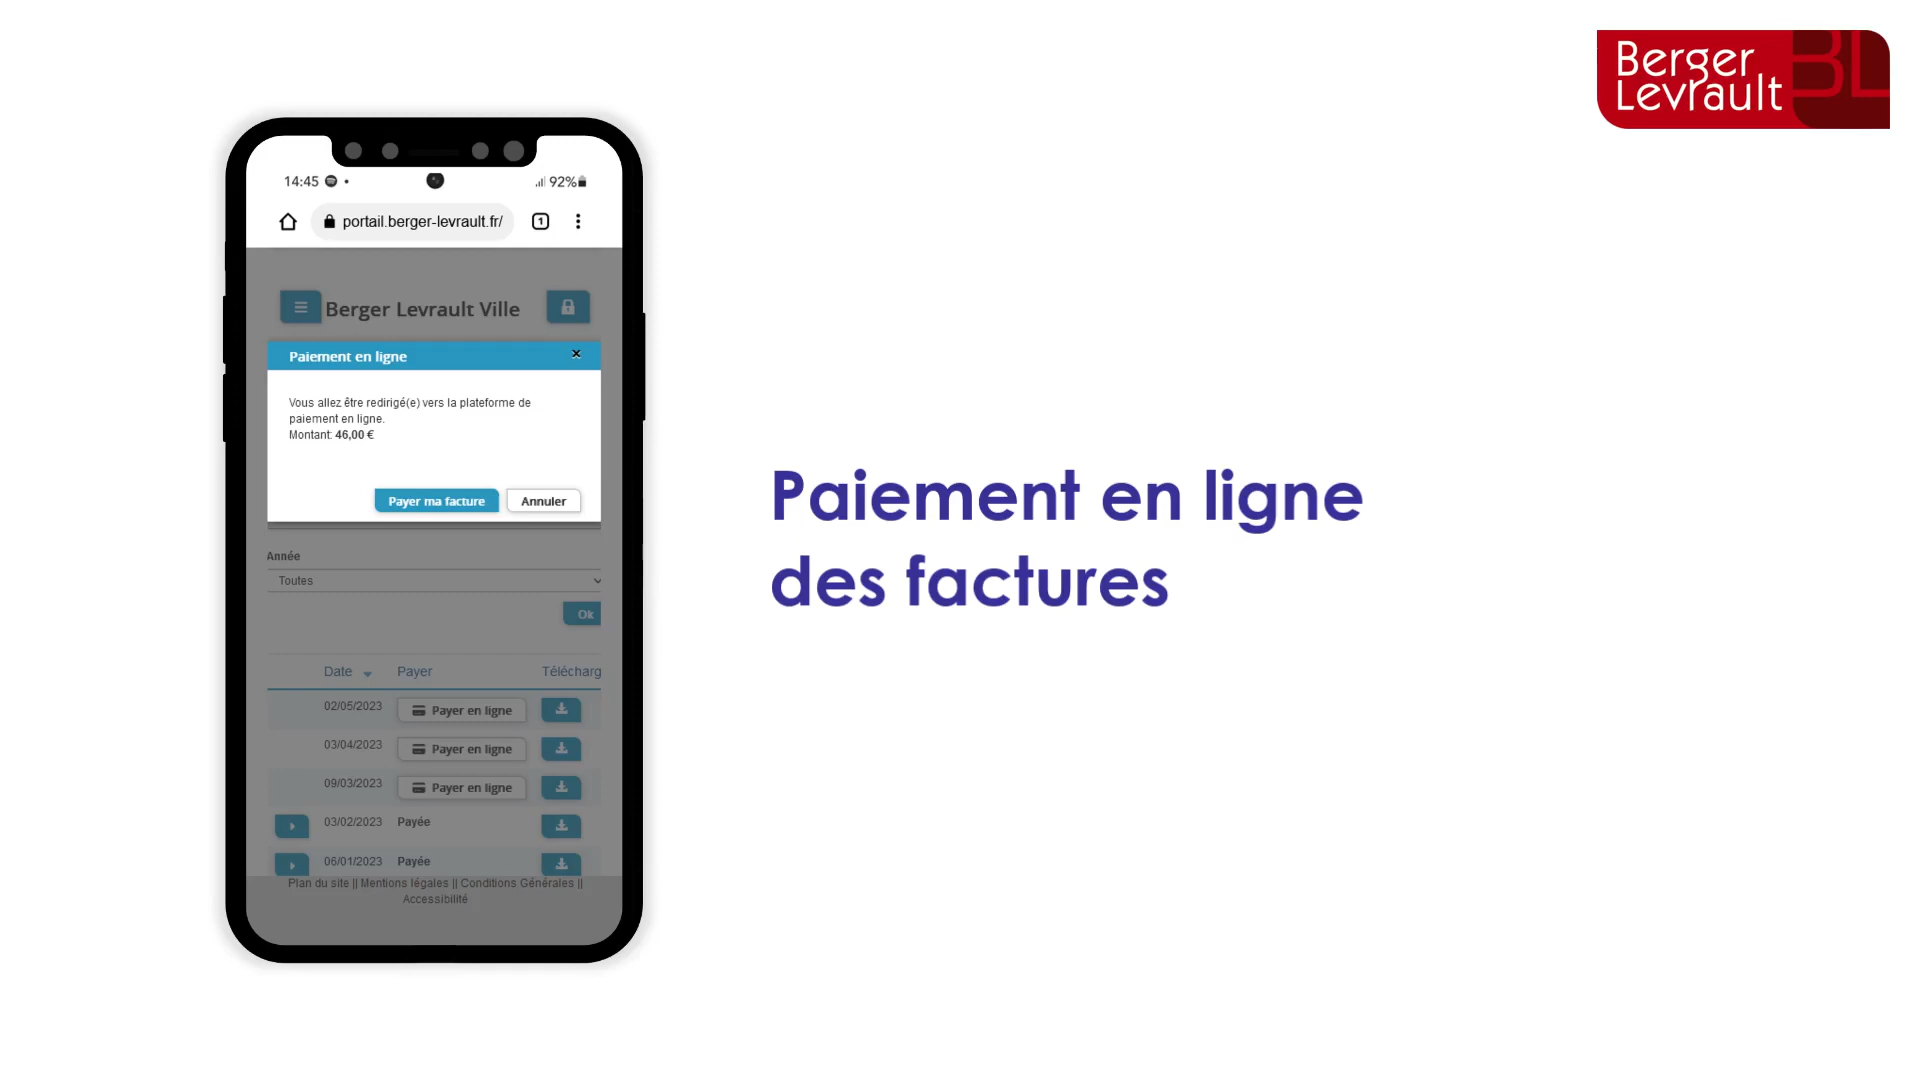 Berger
Levrault
14:45
92%
portail.berger-levrault.fr/
1
Berger Levrault Ville
Paiement en ligne
Vous allez être redirigé(e) vers la plateforme de
paiement en ligne.
Montant: 46,00 €
Payer ma facture
Annuler
Année
Toutes
Ok
Date
Payer
Télécharg
02/05/2023
Payer en ligne
03/04/2023
Payer en ligne
09/03/2023
Payer en ligne
03/02/2023
Payée
06/01/2023
Payée
Plan du site || Mentions légales || Conditions Générales ||
Accessibilité
Paiement en ligne
des factures